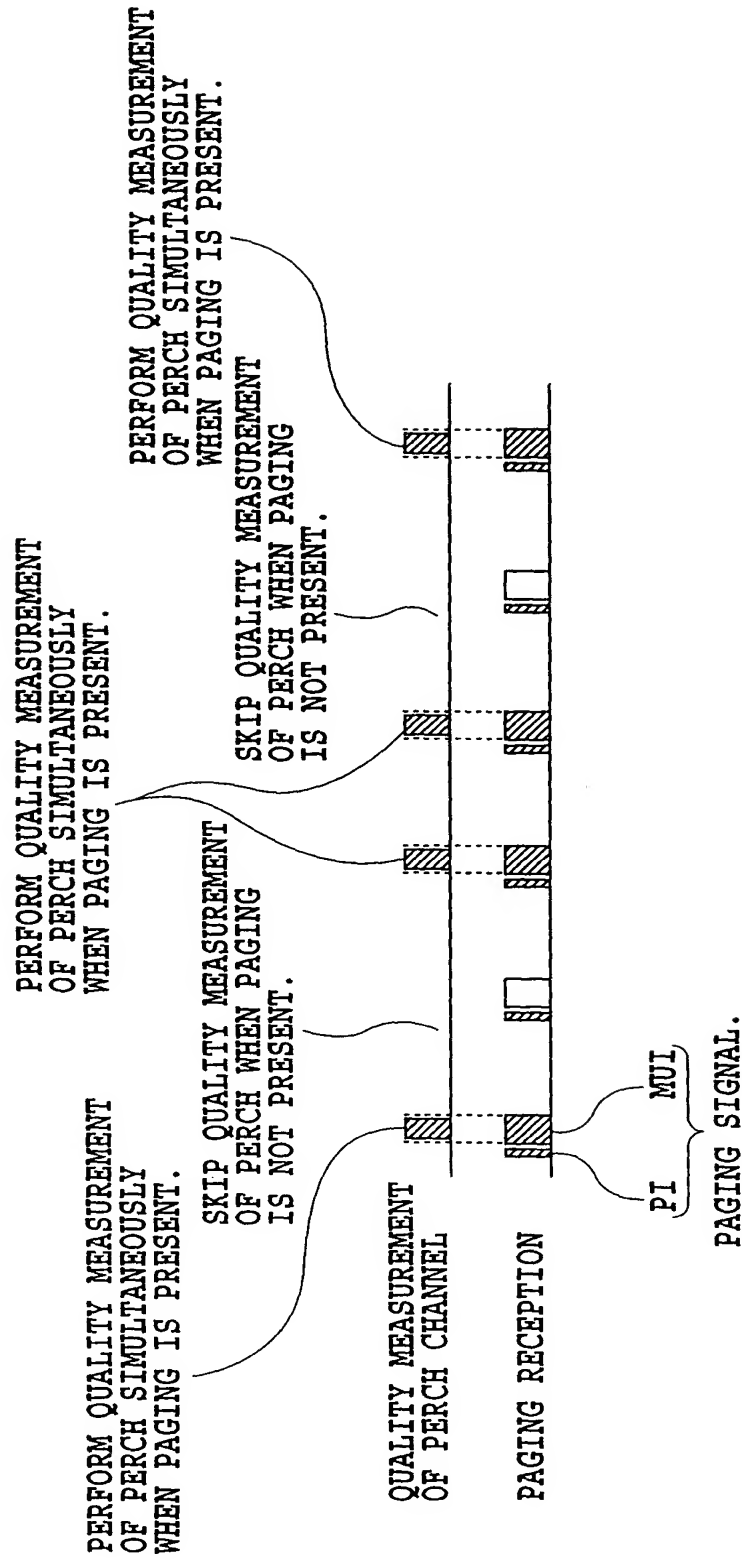 PERFORM QUALITY MEASUREMENT
OF PERCH SIMULTANEOUSLY
WHEN PAGING IS PRESENT.
SKIP QUALITY MEASUREMENT
OF PERCH WHEN PAGING
IS NOT PRESENT.
PERFORM QUALITY MEASUREMENT
OF PERCH SIMULTANEOUSLY
WHEN PAGING IS PRESENT.
SKIP QUALITY MEASUREMENT
OF PERCH WHEN PAGING
IS NOT PRESENT.
PERFORM QUALITY MEASUREMENT
OF PERCH SIMULTANEOUSLY
WHEN PAGING IS PRESENT.
QUALITY MEASUREMENT
OF PERCH CHANNEL
PAGING RECEPTION
PI
MUI
PAGING SIGNAL.